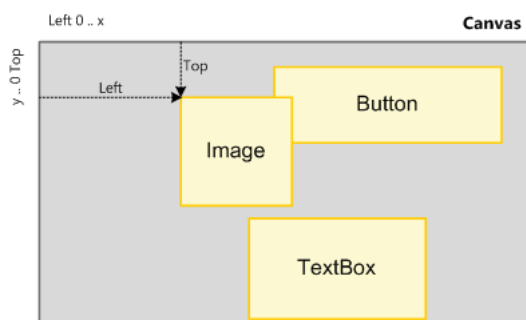 Left 0 .. x
Canvas
y .. 0 Top
Top
Left
Button
Image
TextBox